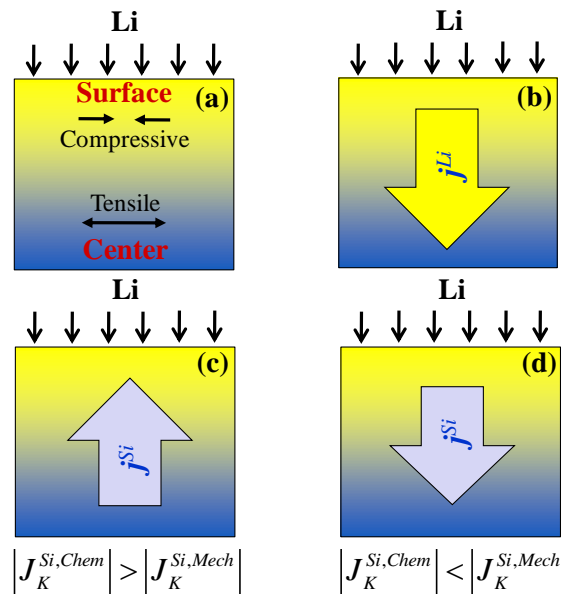 Li
Surface (a)
Compressive
Tensile
Center
Li
(b)
j^{Li}
Li
(c)
j^{Si}
|J_K^{Si,Chem}| > |J_K^{Si,Mech}|
Li
(d)
j^{Si}
|J_K^{Si,Chem}| < |J_K^{Si,Mech}|